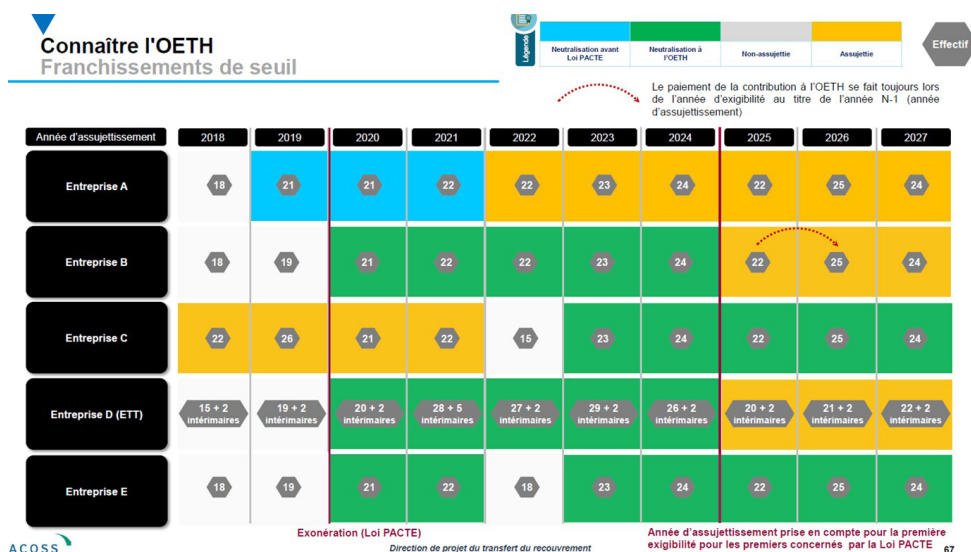 Connaître l'OETH
Franchissements de seuil
Légende
Neutralisation avant
Loi PACTE
Neutralisation à
l'OETH
Non-assujettie
Assujettie
Effectif
Le paiement de la contribution à l'OETH se fait toujours lors
de l'année d'exigibilité au titre de l'année N-1 (année
d'assujettissement)
Année d'assujettissement 2018 2019 2020 2021 2022 2023 2024 2025 2026 2027
Entreprise A 18 21 21 22 22 23 24 22 25 24
Entreprise B 18 19 21 22 22 23 24 22 25 24
Entreprise C 22 26 21 22 15 23 24 22 25 24
Entreprise D (ETT)
15 + 2 19 + 2 20 + 2 28 + 5 27 + 2 29 + 2 26 + 2 20 + 2 21 + 2 22 + 2
intérimaires intérimaires intérimaires intérimaires intérimaires intérimaires intérimaires intérimaires intérimaires intérimaires
Entreprise E 18 19 21 22 18 23 24 22 25 24
Exonération (Loi PACTE)
Année d'assujettissement prise en compte pour la première
exigibilité pour les premiers concernés par la Loi PACTE
ACOSS
Direction de projet du transfert du recouvrement
67